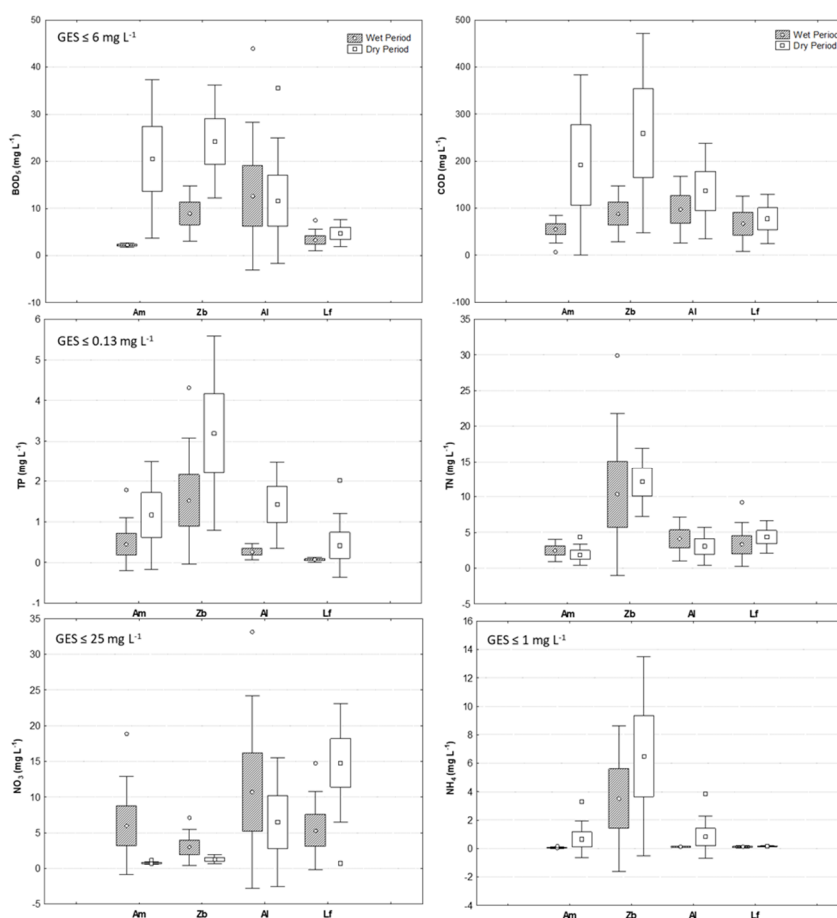 GES ≤ 6 mg L⁻¹
Wet Period
Dry Period
BOD₅ (mg L⁻¹)
50
40
30
20
10
0
-10
Am Zb Al Lf
Wet Period
Dry Period
COD (mg L⁻¹)
500
400
300
200
100
0
-100
Am Zb Al Lf
GES ≤ 0.13 mg L⁻¹
TP (mg L⁻¹)
6
5
4
3
2
1
0
-1
Am Zb Al Lf
TN (mg L⁻¹)
35
30
25
20
15
10
5
0
-5
Am Zb Al Lf
GES ≤ 25 mg L⁻¹
NO₃ (mg L⁻¹)
35
30
25
20
15
10
5
0
-5
Am Zb Al Lf
GES ≤ 1 mg L⁻¹
NH₄ (mg L⁻¹)
16
14
12
10
8
6
4
2
0
-2
-4
Am Zb Al Lf